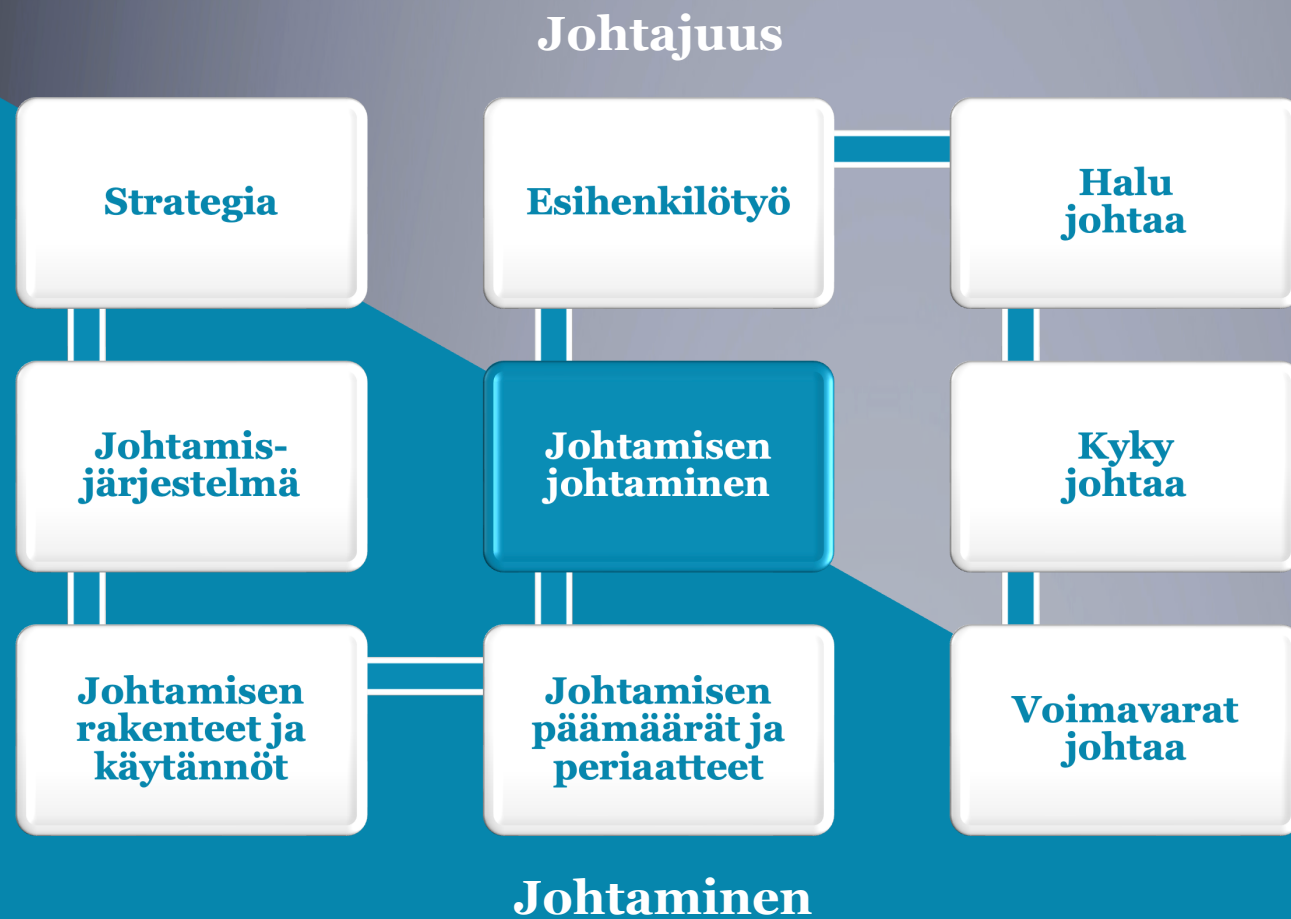 Johtajuus
Strategia
Esihenkilötyö
Halu
johtaa
Johtamis-
järjestelmä
Johtamisen
johtaminen
Kyky
johtaa
Johtamisen
rakenteet ja
käytännöt
Johtamisen
päämäärät ja
periaatteet
Voimavarat
johtaa
Johtaminen